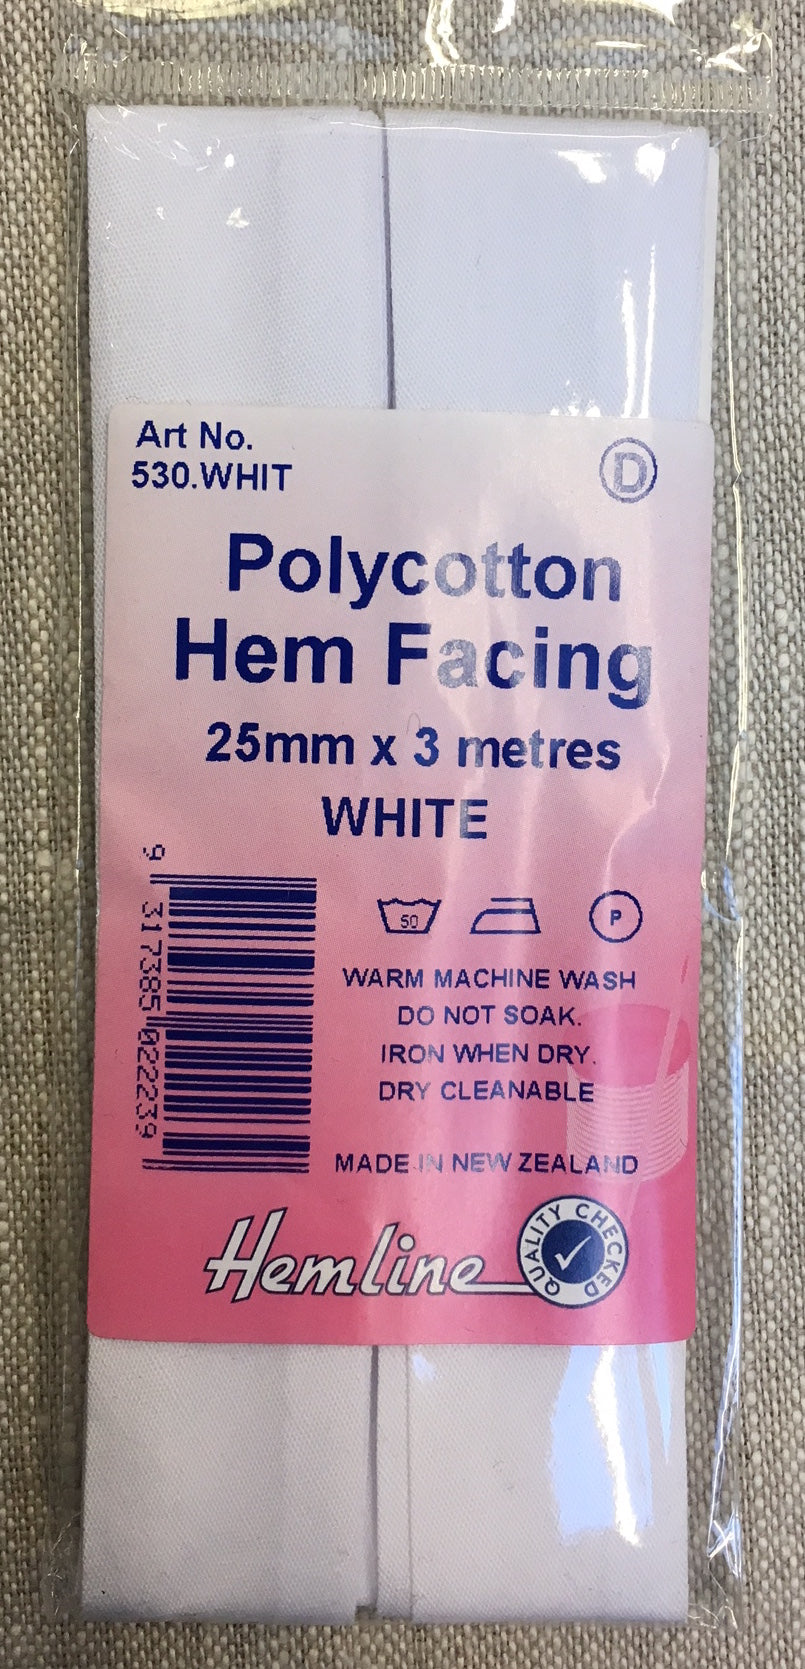 Art No.
530.WHIT
D
Polycotton
Hem Facing
25mm x 3 metres
WHITE
9 317385 022239
50
P
WARM MACHINE WASH
DO NOT SOAK.
IRON WHEN DRY.
DRY CLEANABLE
MADE IN NEW ZEALAND
Hemline
QUALITY CHECKED